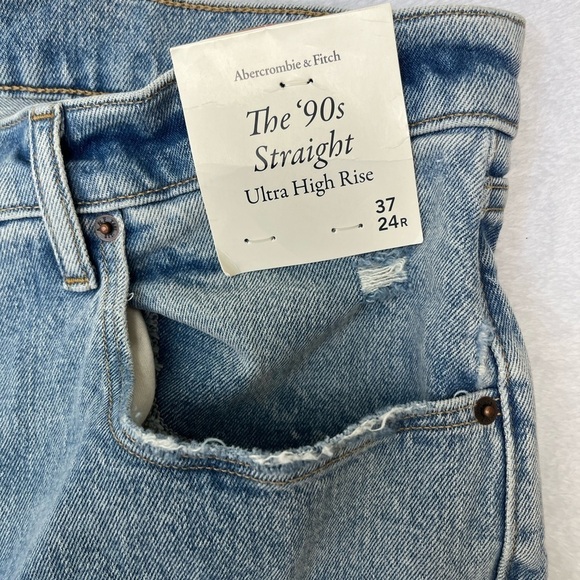 Abercrombie & Fitch
The ‘90s
Straight
Ultra High Rise
37
24R